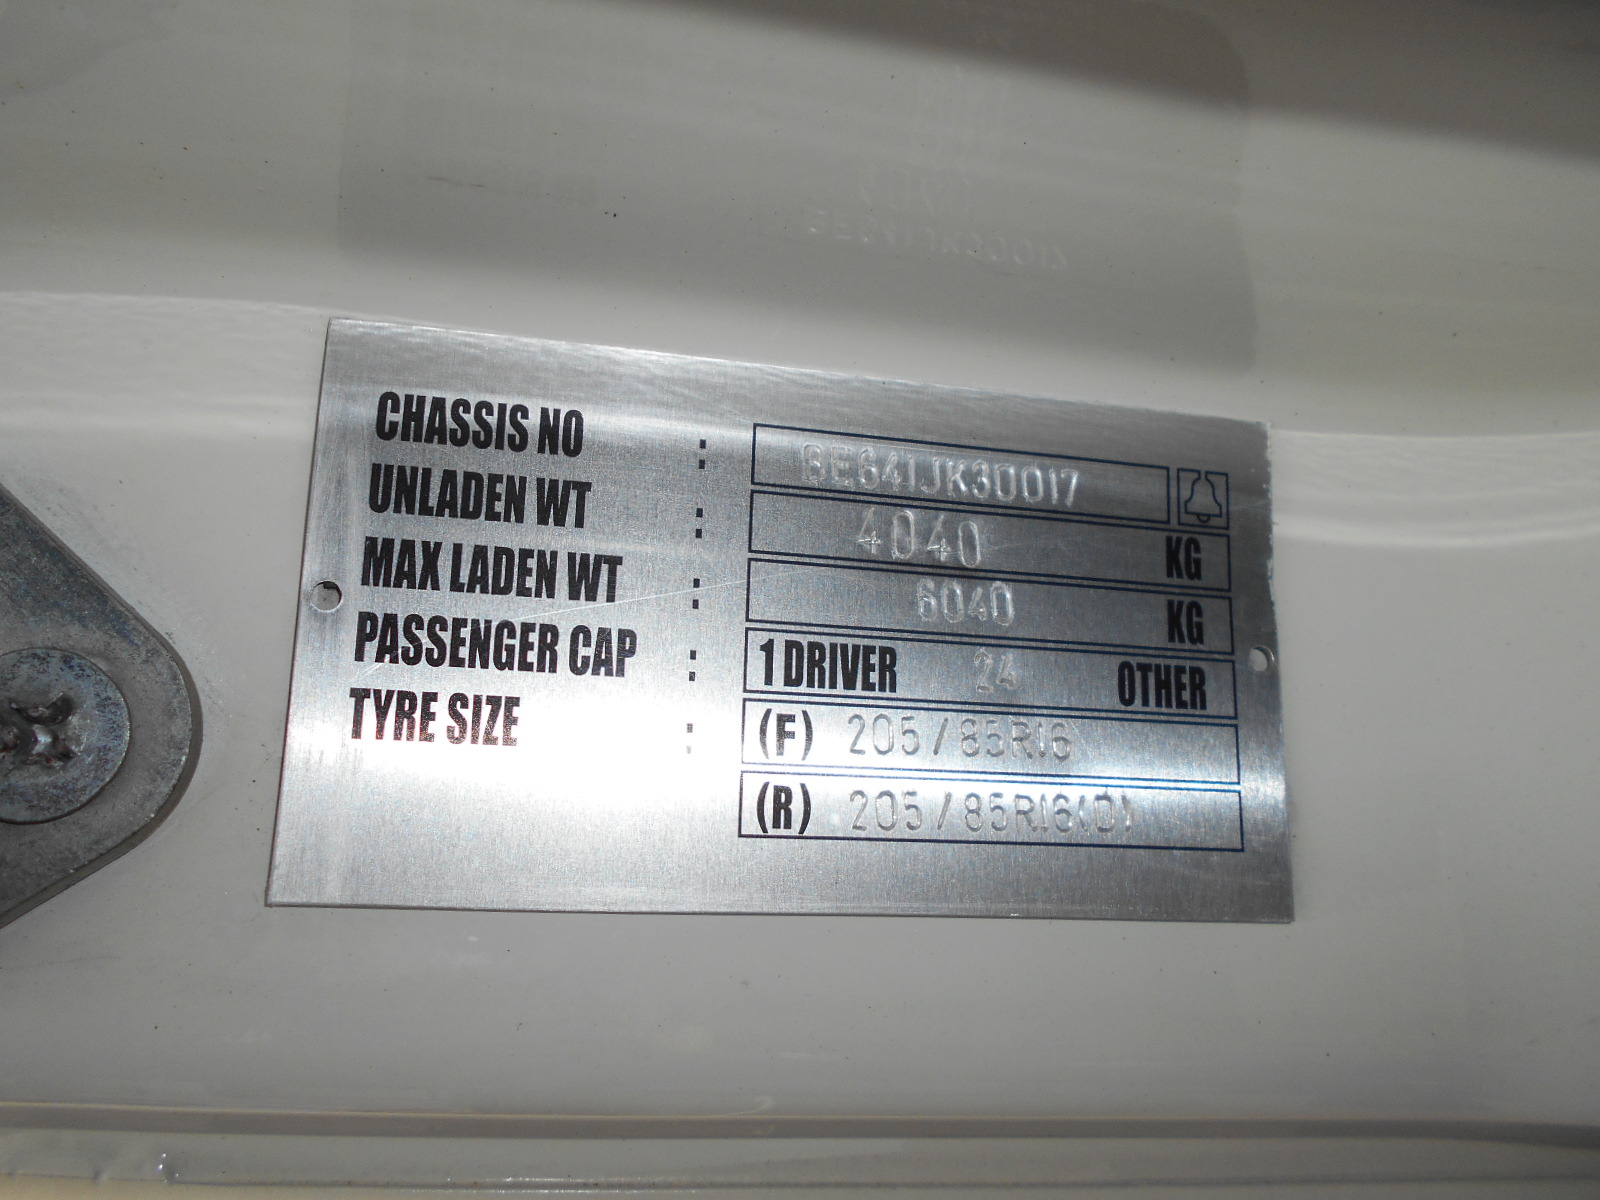 CHASSIS NO : BE641JK30017
UNLADEN WT : 4040 KG
MAX LADEN WT : 6040 KG
PASSENGER CAP : 1 DRIVER 24 OTHER
TYRE SIZE : (F) 205/85R16
(R) 205/85R16(D)